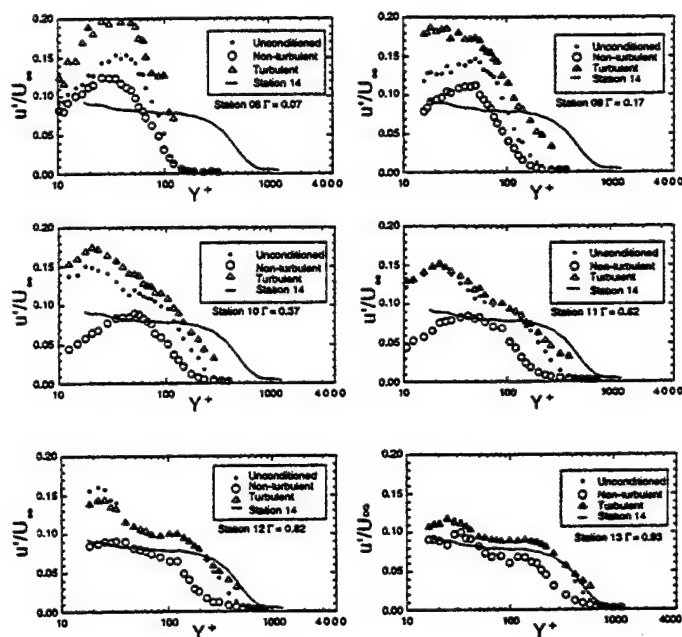 0.20
0.15
0.10
0.05
0.00
u'/U∞
Unconditioned
Non-turbulent
Turbulent
Station 14
Station 08 Γ = 0.07
10
100
1000
4000
Y+
0.20
0.15
0.10
0.05
0.00
u'/U∞
Unconditioned
Non-turbulent
Turbulent
Station 14
Station 09 Γ = 0.17
10
100
1000
4000
Y+
0.20
0.15
0.10
0.05
0.00
u'/U∞
Unconditioned
Non-turbulent
Turbulent
Station 14
Station 10 Γ = 0.37
10
100
1000
4000
Y+
0.20
0.15
0.10
0.05
0.00
u'/U∞
Unconditioned
Non-turbulent
Turbulent
Station 14
Station 11 Γ = 0.62
10
100
1000
4000
Y+
0.20
0.15
0.10
0.05
0.00
u'/U∞
Unconditioned
Non-turbulent
Turbulent
Station 14
Station 12 Γ = 0.82
10
100
1000
4000
Y+
0.20
0.15
0.10
0.05
0.00
u'/U∞
Unconditioned
Non-turbulent
Turbulent
Station 14
Station 13 Γ = 0.93
10
100
1000
4000
Y+